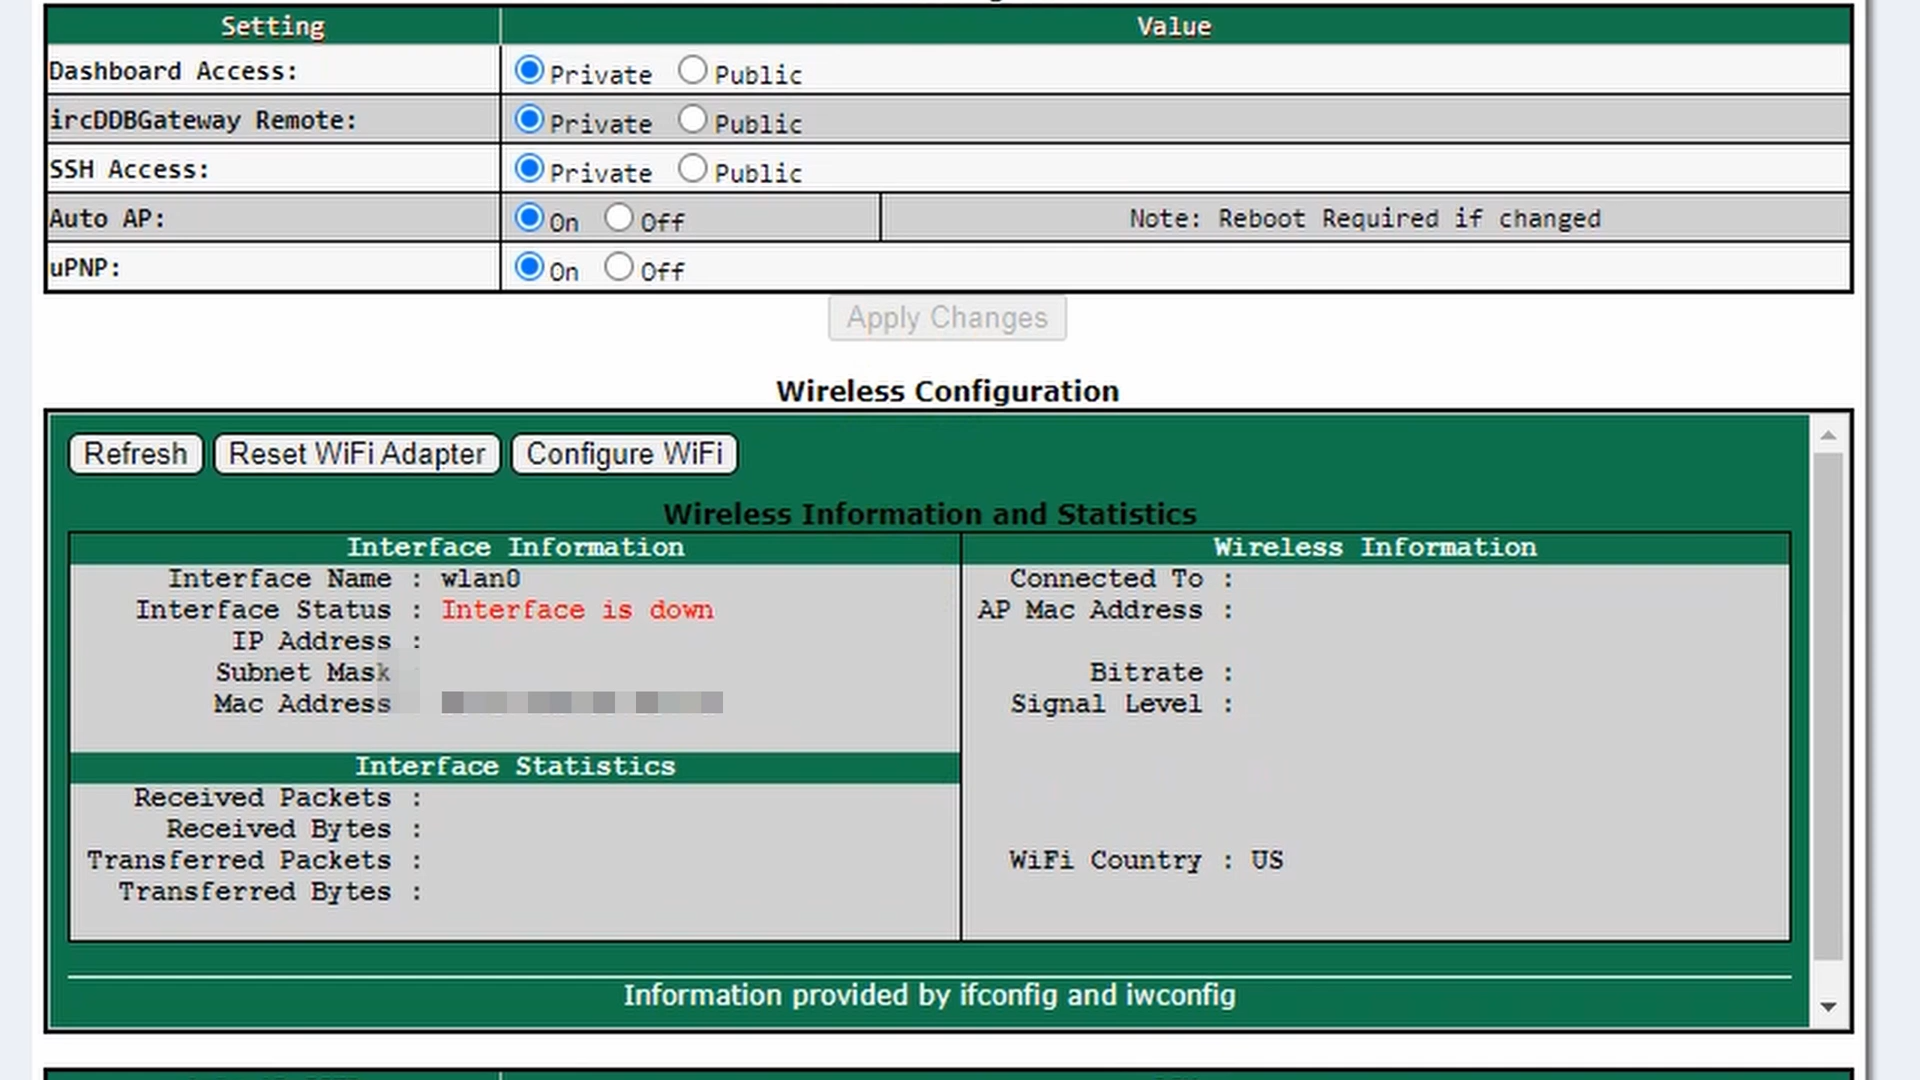 Setting Value
Dashboard Access: Private Public
ircDDBGateway Remote: Private Public
SSH Access: Private Public
Auto AP: On Off Note: Reboot Required if changed
uPNP: On Off
Apply Changes
Wireless Configuration
Refresh Reset WiFi Adapter Configure WiFi
Wireless Information and Statistics
Interface Information Wireless Information
Interface Name : wlan0 Connected To :
Interface Status : Interface is down AP Mac Address :
IP Address :
Subnet Mask Bitrate :
Mac Address Signal Level :
Interface Statistics
Received Packets :
Received Bytes :
Transferred Packets : WiFi Country : US
Transferred Bytes :
Information provided by ifconfig and iwconfig